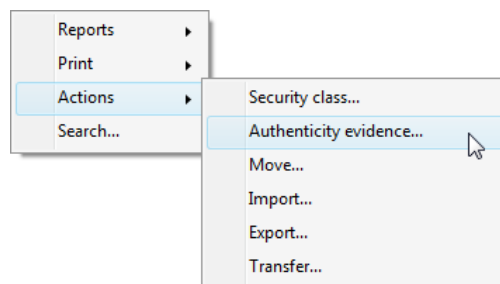 Reports
Print
Actions
Search...
Security class...
Authenticity evidence...
Move...
Import...
Export...
Transfer...